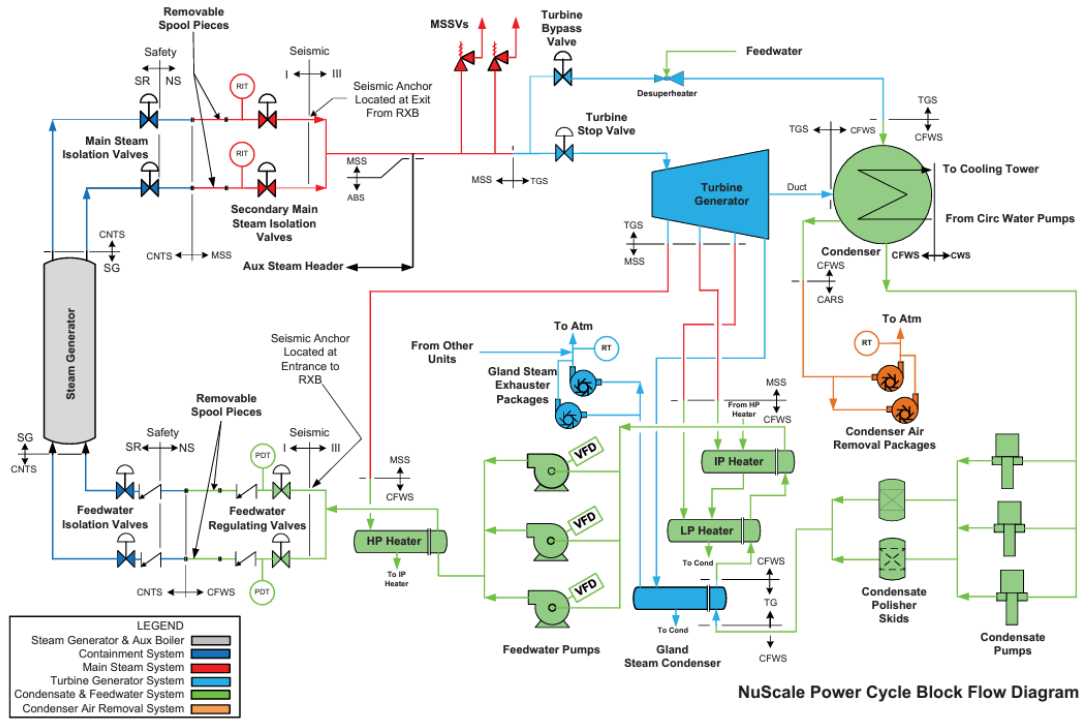 Removable
Spool Pieces
Safety
SR
NS
Seismic
I
III
RIT
MSSVs
Turbine
Bypass
Valve
Feedwater
Desuperheater
Seismic Anchor
Located at Exit
From RXB
Main Steam
Isolation Valves
RIT
Turbine
Stop Valve
TGS
CFWS
TGS
CFWS
To Cooling Tower
From Circ Water Pumps
Secondary Main
Steam Isolation
Valves
MSS
ABS
MSS
TGS
Turbine
Generator
Duct
Condenser
CFWS
CWS
CNTS
SG
CNTS
MSS
Aux Steam Header
TGS
MSS
CFWS
CARS
Steam Generator
Seismic Anchor
Located at
Entrance to
RXB
From Other
Units
To Atm
RT
Gland Steam
Exhauster
Packages
To Atm
RT
Condenser Air
Removal Packages
Removable
Spool Pieces
From HP
Heater
MSS
CFWS
SG
CNTS
Safety
SR
NS
Seismic
I
III
PDT
MSS
CFWS
VFD
IP Heater
Feedwater
Isolation Valves
Feedwater
Regulating Valves
HP Heater
To IP
Heater
VFD
LP Heater
To Cond
CFWS
TG
CFWS
CNTS
CFWS
PDT
VFD
To Cond
Condensate
Polisher
Skids
Feedwater Pumps
Gland
Steam Condenser
Condensate
Pumps
LEGEND
Steam Generator & Aux Boiler
Containment System
Main Steam System
Turbine Generator System
Condensate & Feedwater System
Condenser Air Removal System
NuScale Power Cycle Block Flow Diagram